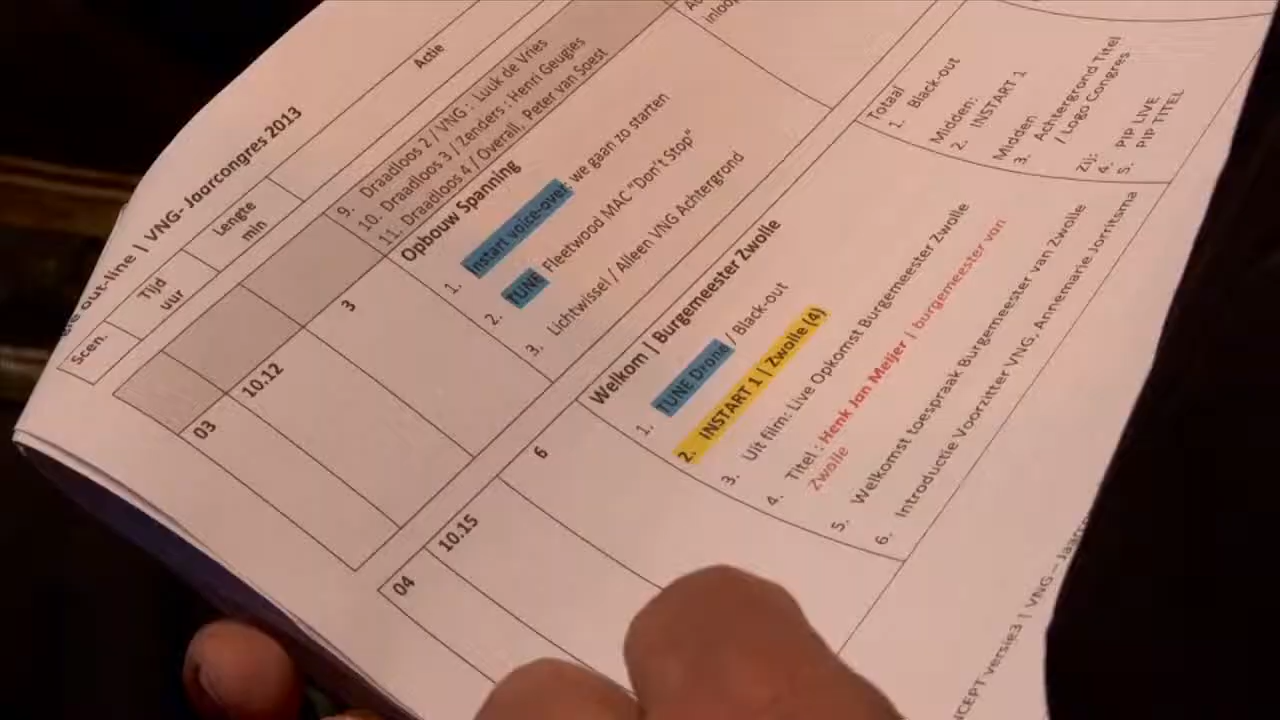 out-line | VNG- Jaarcongres 2013
Scen.
Tijd
uur
Lengte
min
Actie
9. Draadloos 2 / VNG : Luuk de Vries
10. Draadloos 3 / Zenders : Henri Geugies
11. Draadloos 4 / Overall, Peter van Soest
03
10.12
3
Opbouw Spanning
1. Instart voice-over: we gaan zo starten
2. TUNE Fleetwood MAC "Don't Stop"
3. Lichtwissel / Alleen VNG Achtergrond
inloop
04
10.15
6
Welkom | Burgemeester Zwolle
1. TUNE Drone / Black-out
2. INSTART 1 | Zwolle (4)
3. Uit film: Live Opkomst Burgemeester Zwolle
4. Titel : Henk Jan Meijer | burgemeester van
Zwolle
5. Welkomst toespraak Burgemeester van Zwolle
6. Introductie Voorzitter VNG, Annemarie Jorritsma
Totaal
1. Black-out
Midden:
2. INSTART 1
Midden
3. Achtergrond Titel
/ Logo Congres
Zij:
4. PIP LIVE
5. PIP TITEL
versie3 | VNG –